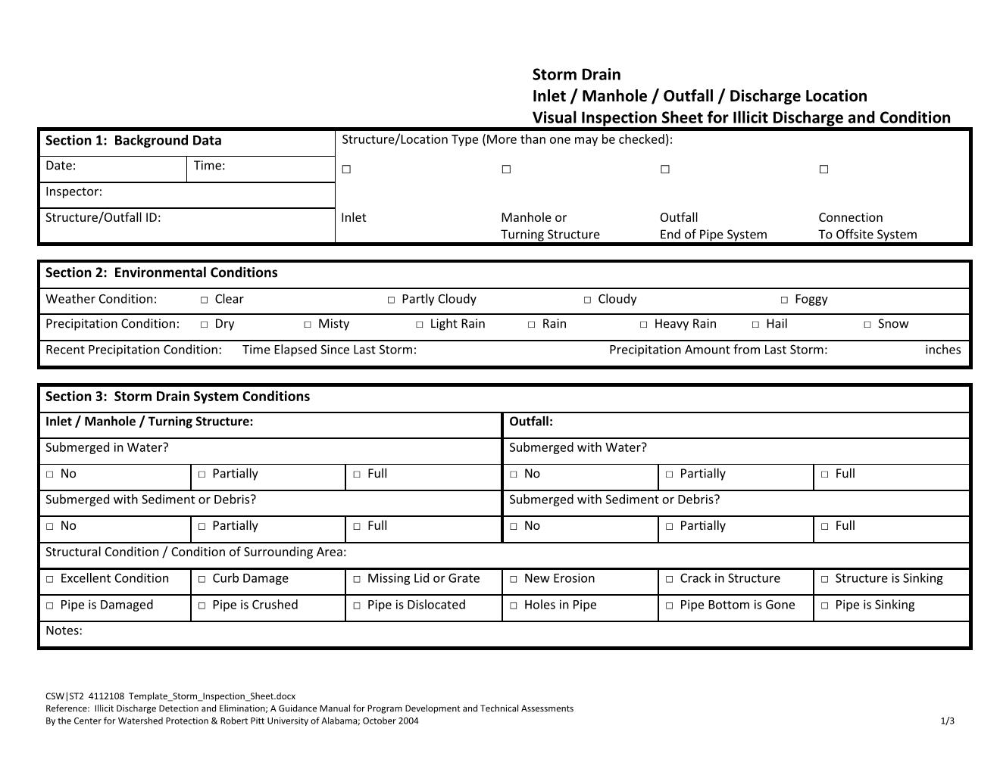 Storm Drain
Inlet / Manhole / Outfall / Discharge Location
Visual Inspection Sheet for Illicit Discharge and Condition
Section 1:  Background Data
Structure/Location Type (More than one may be checked):
Date:
Time:
☐ ☐ ☐ ☐
Inspector:
Structure/Outfall ID:
Inlet
Manhole or
Turning Structure
Outfall
End of Pipe System
Connection
To Offsite System
Section 2:  Environmental Conditions
Weather Condition: □ Clear □ Partly Cloudy □ Cloudy □ Foggy
Precipitation Condition: □ Dry □ Misty □ Light Rain □ Rain □ Heavy Rain □ Hail □ Snow
Recent Precipitation Condition: Time Elapsed Since Last Storm: Precipitation Amount from Last Storm: inches
Section 3:  Storm Drain System Conditions
Inlet / Manhole / Turning Structure: Outfall:
Submerged in Water? Submerged with Water?
□ No □ Partially □ Full □ No □ Partially □ Full
Submerged with Sediment or Debris? Submerged with Sediment or Debris?
□ No □ Partially □ Full □ No □ Partially □ Full
Structural Condition / Condition of Surrounding Area:
□ Excellent Condition □ Curb Damage □ Missing Lid or Grate □ New Erosion □ Crack in Structure □ Structure is Sinking
□ Pipe is Damaged □ Pipe is Crushed □ Pipe is Dislocated □ Holes in Pipe □ Pipe Bottom is Gone □ Pipe is Sinking
Notes:
CSW|ST2  4112108  Template_Storm_Inspection_Sheet.docx
Reference:  Illicit Discharge Detection and Elimination; A Guidance Manual for Program Development and Technical Assessments
By the Center for Watershed Protection & Robert Pitt University of Alabama; October 2004 1/3